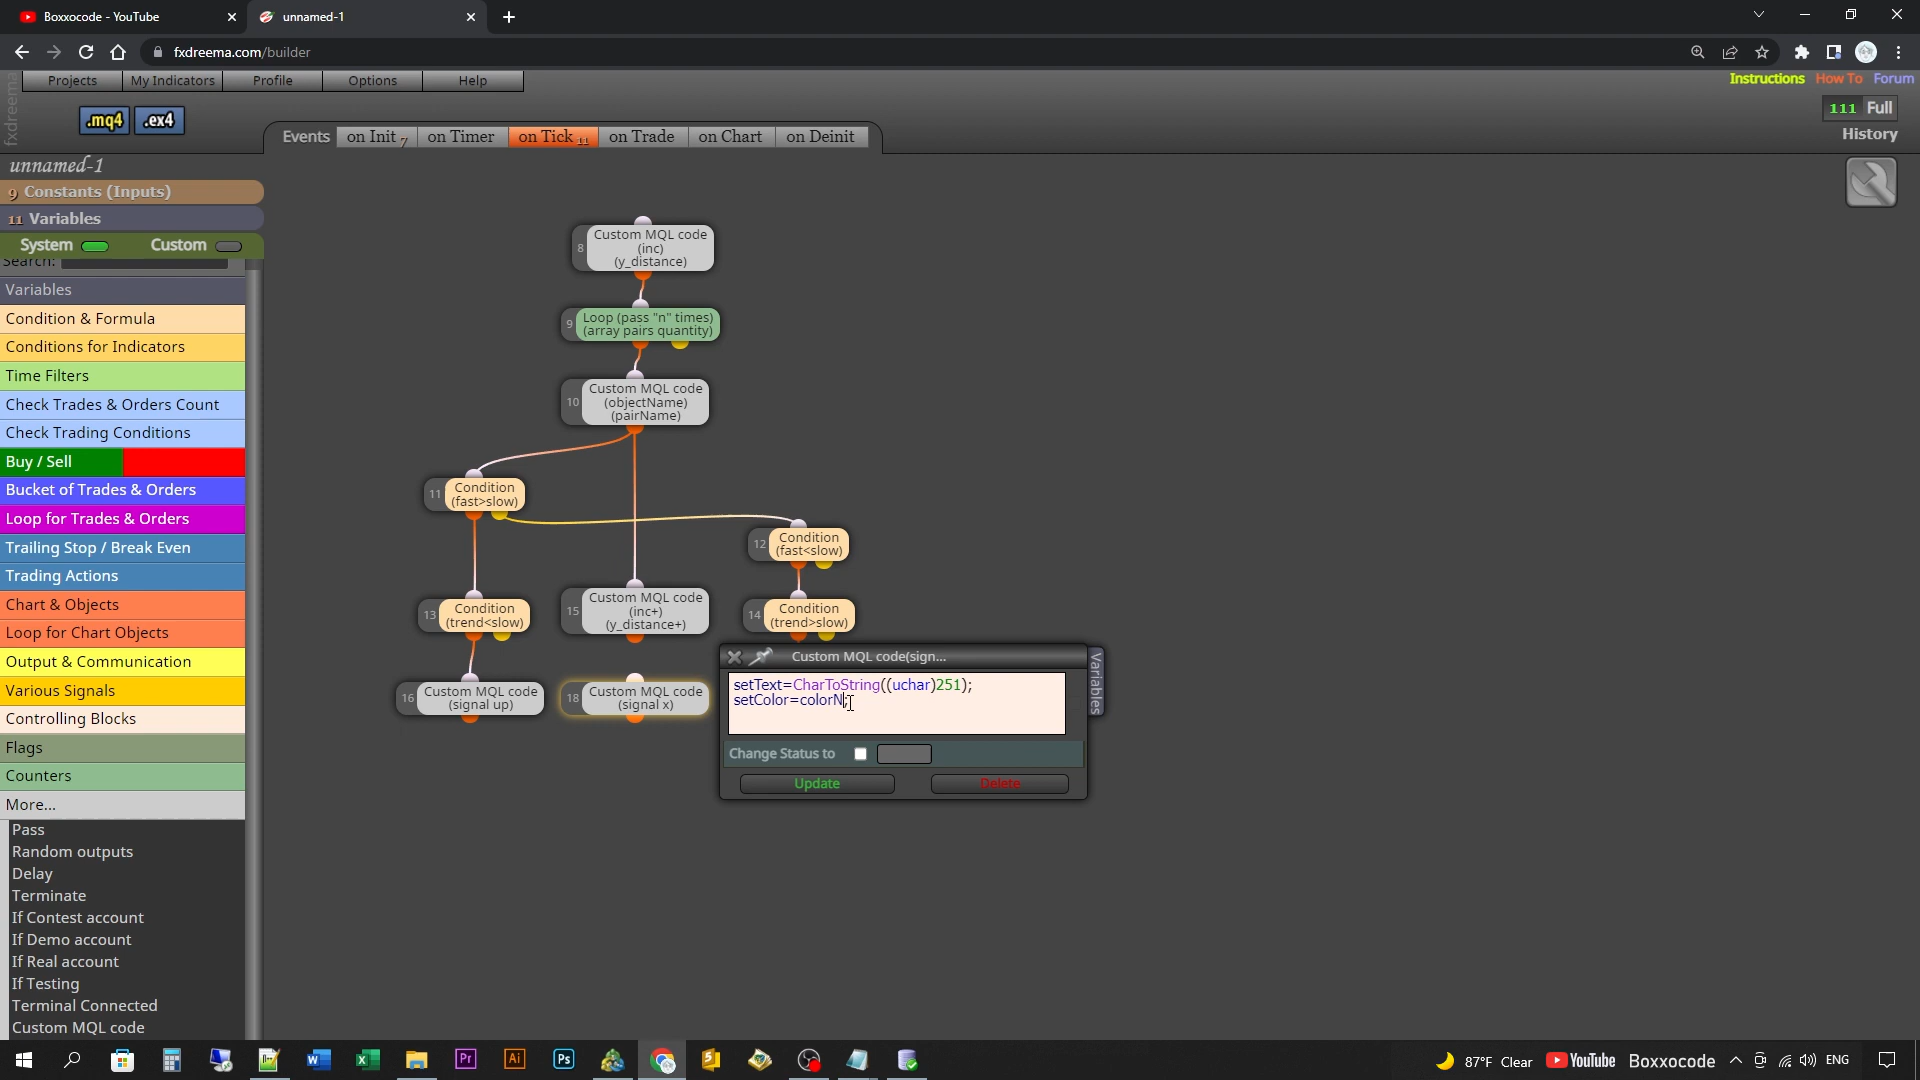 Boxxocode - YouTube
unnamed-1
fxdreema.com/builder
Projects
My Indicators
Profile
Options
Help
Instructions
How To
Forum
fxdreema
.mq4
.ex4
111 Full
Events
on Init 7
on Timer
on Tick 11
on Trade
on Chart
on Deinit
History
unnamed-1
9 Constants (Inputs)
11 Variables
System
Custom
Search:
Variables
Condition & Formula
Conditions for Indicators
Time Filters
Check Trades & Orders Count
Check Trading Conditions
Buy / Sell
Bucket of Trades & Orders
Loop for Trades & Orders
Trailing Stop / Break Even
Trading Actions
Chart & Objects
Loop for Chart Objects
Output & Communication
Various Signals
Controlling Blocks
Flags
Counters
More...
Pass
Random outputs
Delay
Terminate
If Contest account
If Demo account
If Real account
If Testing
Terminal Connected
Custom MQL code
8
Custom MQL code
(inc)
(y_distance)
9
Loop (pass "n" times)
(array pairs quantity)
10
Custom MQL code
(objectName)
(pairName)
11
Condition
(fast>slow)
12
Condition
(fast<slow)
13
Condition
(trend<slow)
15
Custom MQL code
(inc+)
(y_distance+)
14
Condition
(trend>slow)
16
Custom MQL code
(signal up)
18
Custom MQL code
(signal x)
Custom MQL code(sign...
setText=CharToString((uchar)251);
setColor=colorN;
Variables
Change Status to
Update
Delete
Pr
Ai
Ps
87°F Clear
YouTube
Boxxocode
ENG